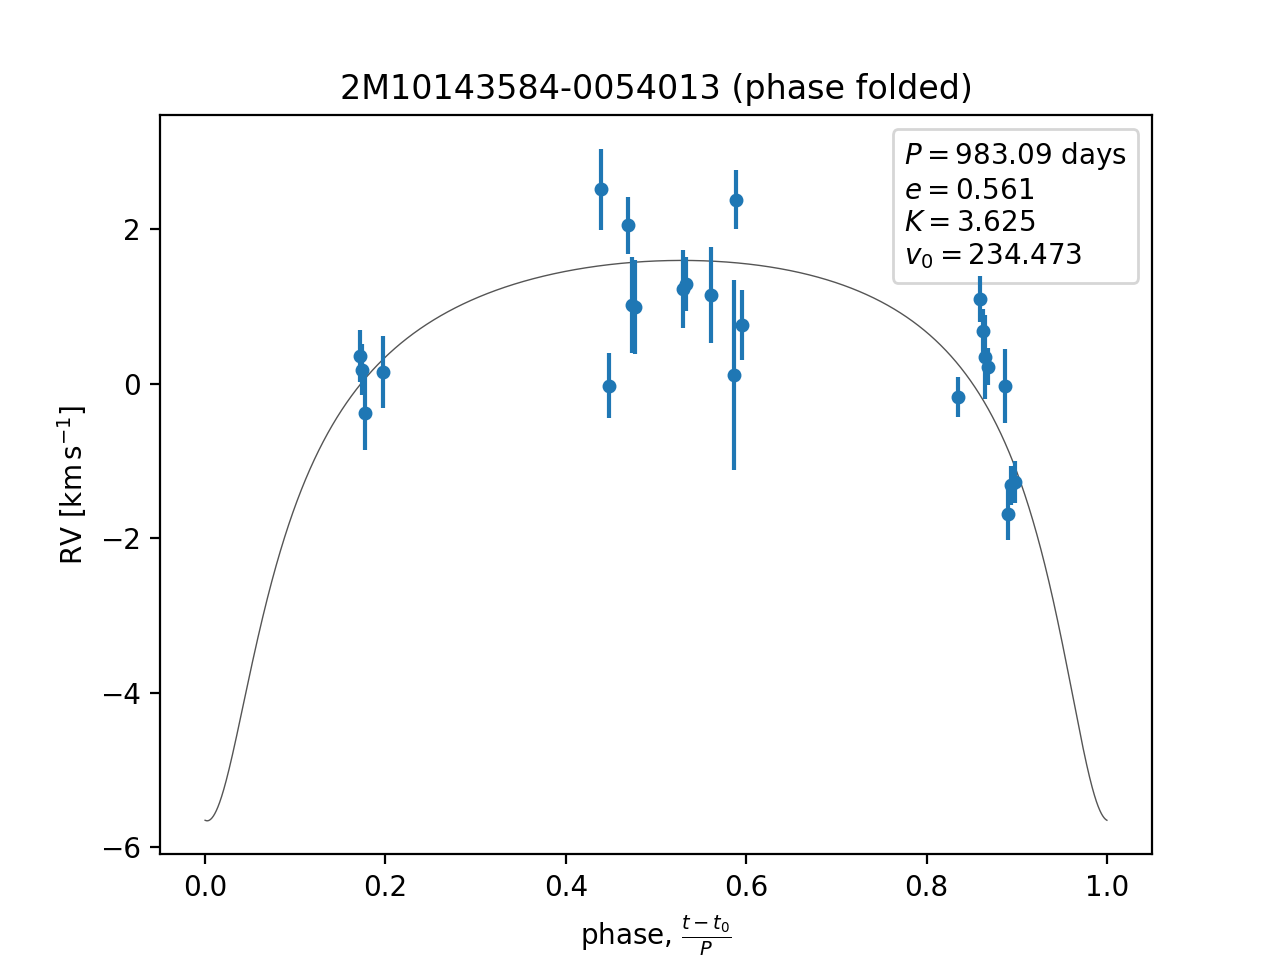 2M10143584-0054013 (phase folded)
P = 983.09 days
e = 0.561
K = 3.625
v₀ = 234.473
RV [km s⁻¹]
2
0
−2
−4
−6
0.0 0.2 0.4 0.6 0.8 1.0
phase, (t − t₀)/P